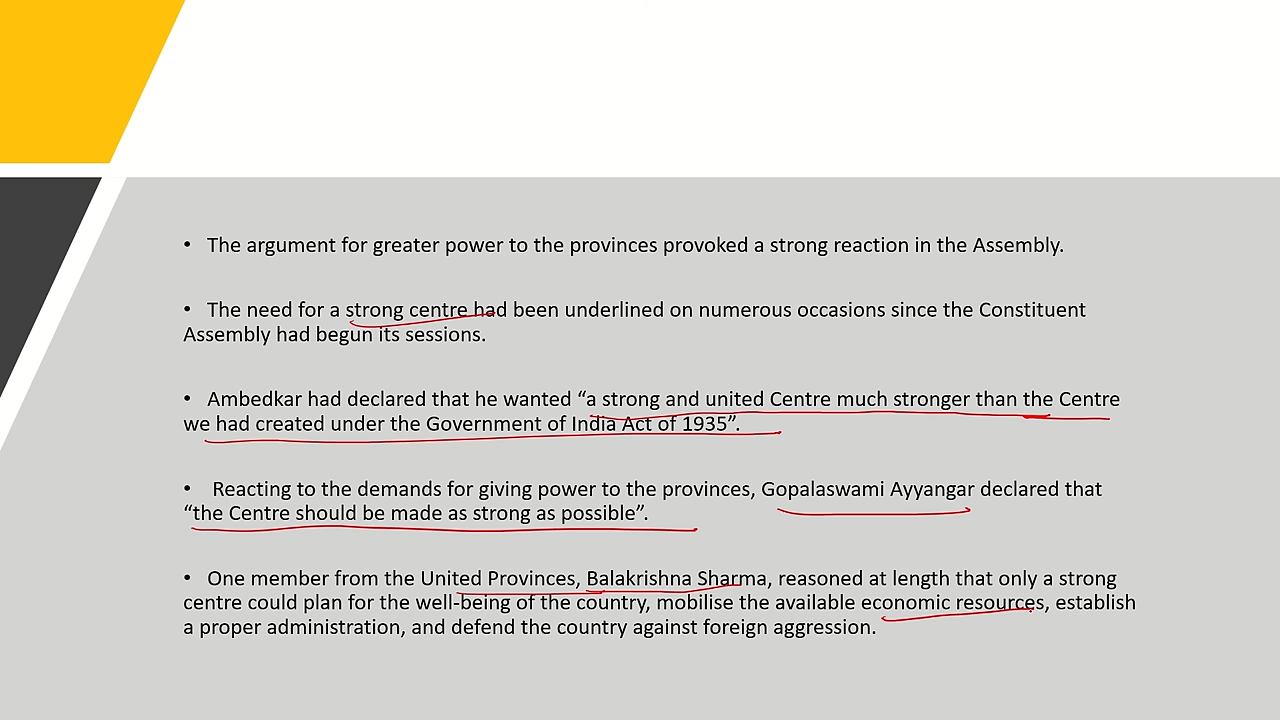 • The argument for greater power to the provinces provoked a strong reaction in the Assembly.
• The need for a strong centre had been underlined on numerous occasions since the Constituent
Assembly had begun its sessions.
• Ambedkar had declared that he wanted “a strong and united Centre much stronger than the Centre
we had created under the Government of India Act of 1935”.
• Reacting to the demands for giving power to the provinces, Gopalaswami Ayyangar declared that
“the Centre should be made as strong as possible”.
• One member from the United Provinces, Balakrishna Sharma, reasoned at length that only a strong
centre could plan for the well-being of the country, mobilise the available economic resources, establish
a proper administration, and defend the country against foreign aggression.